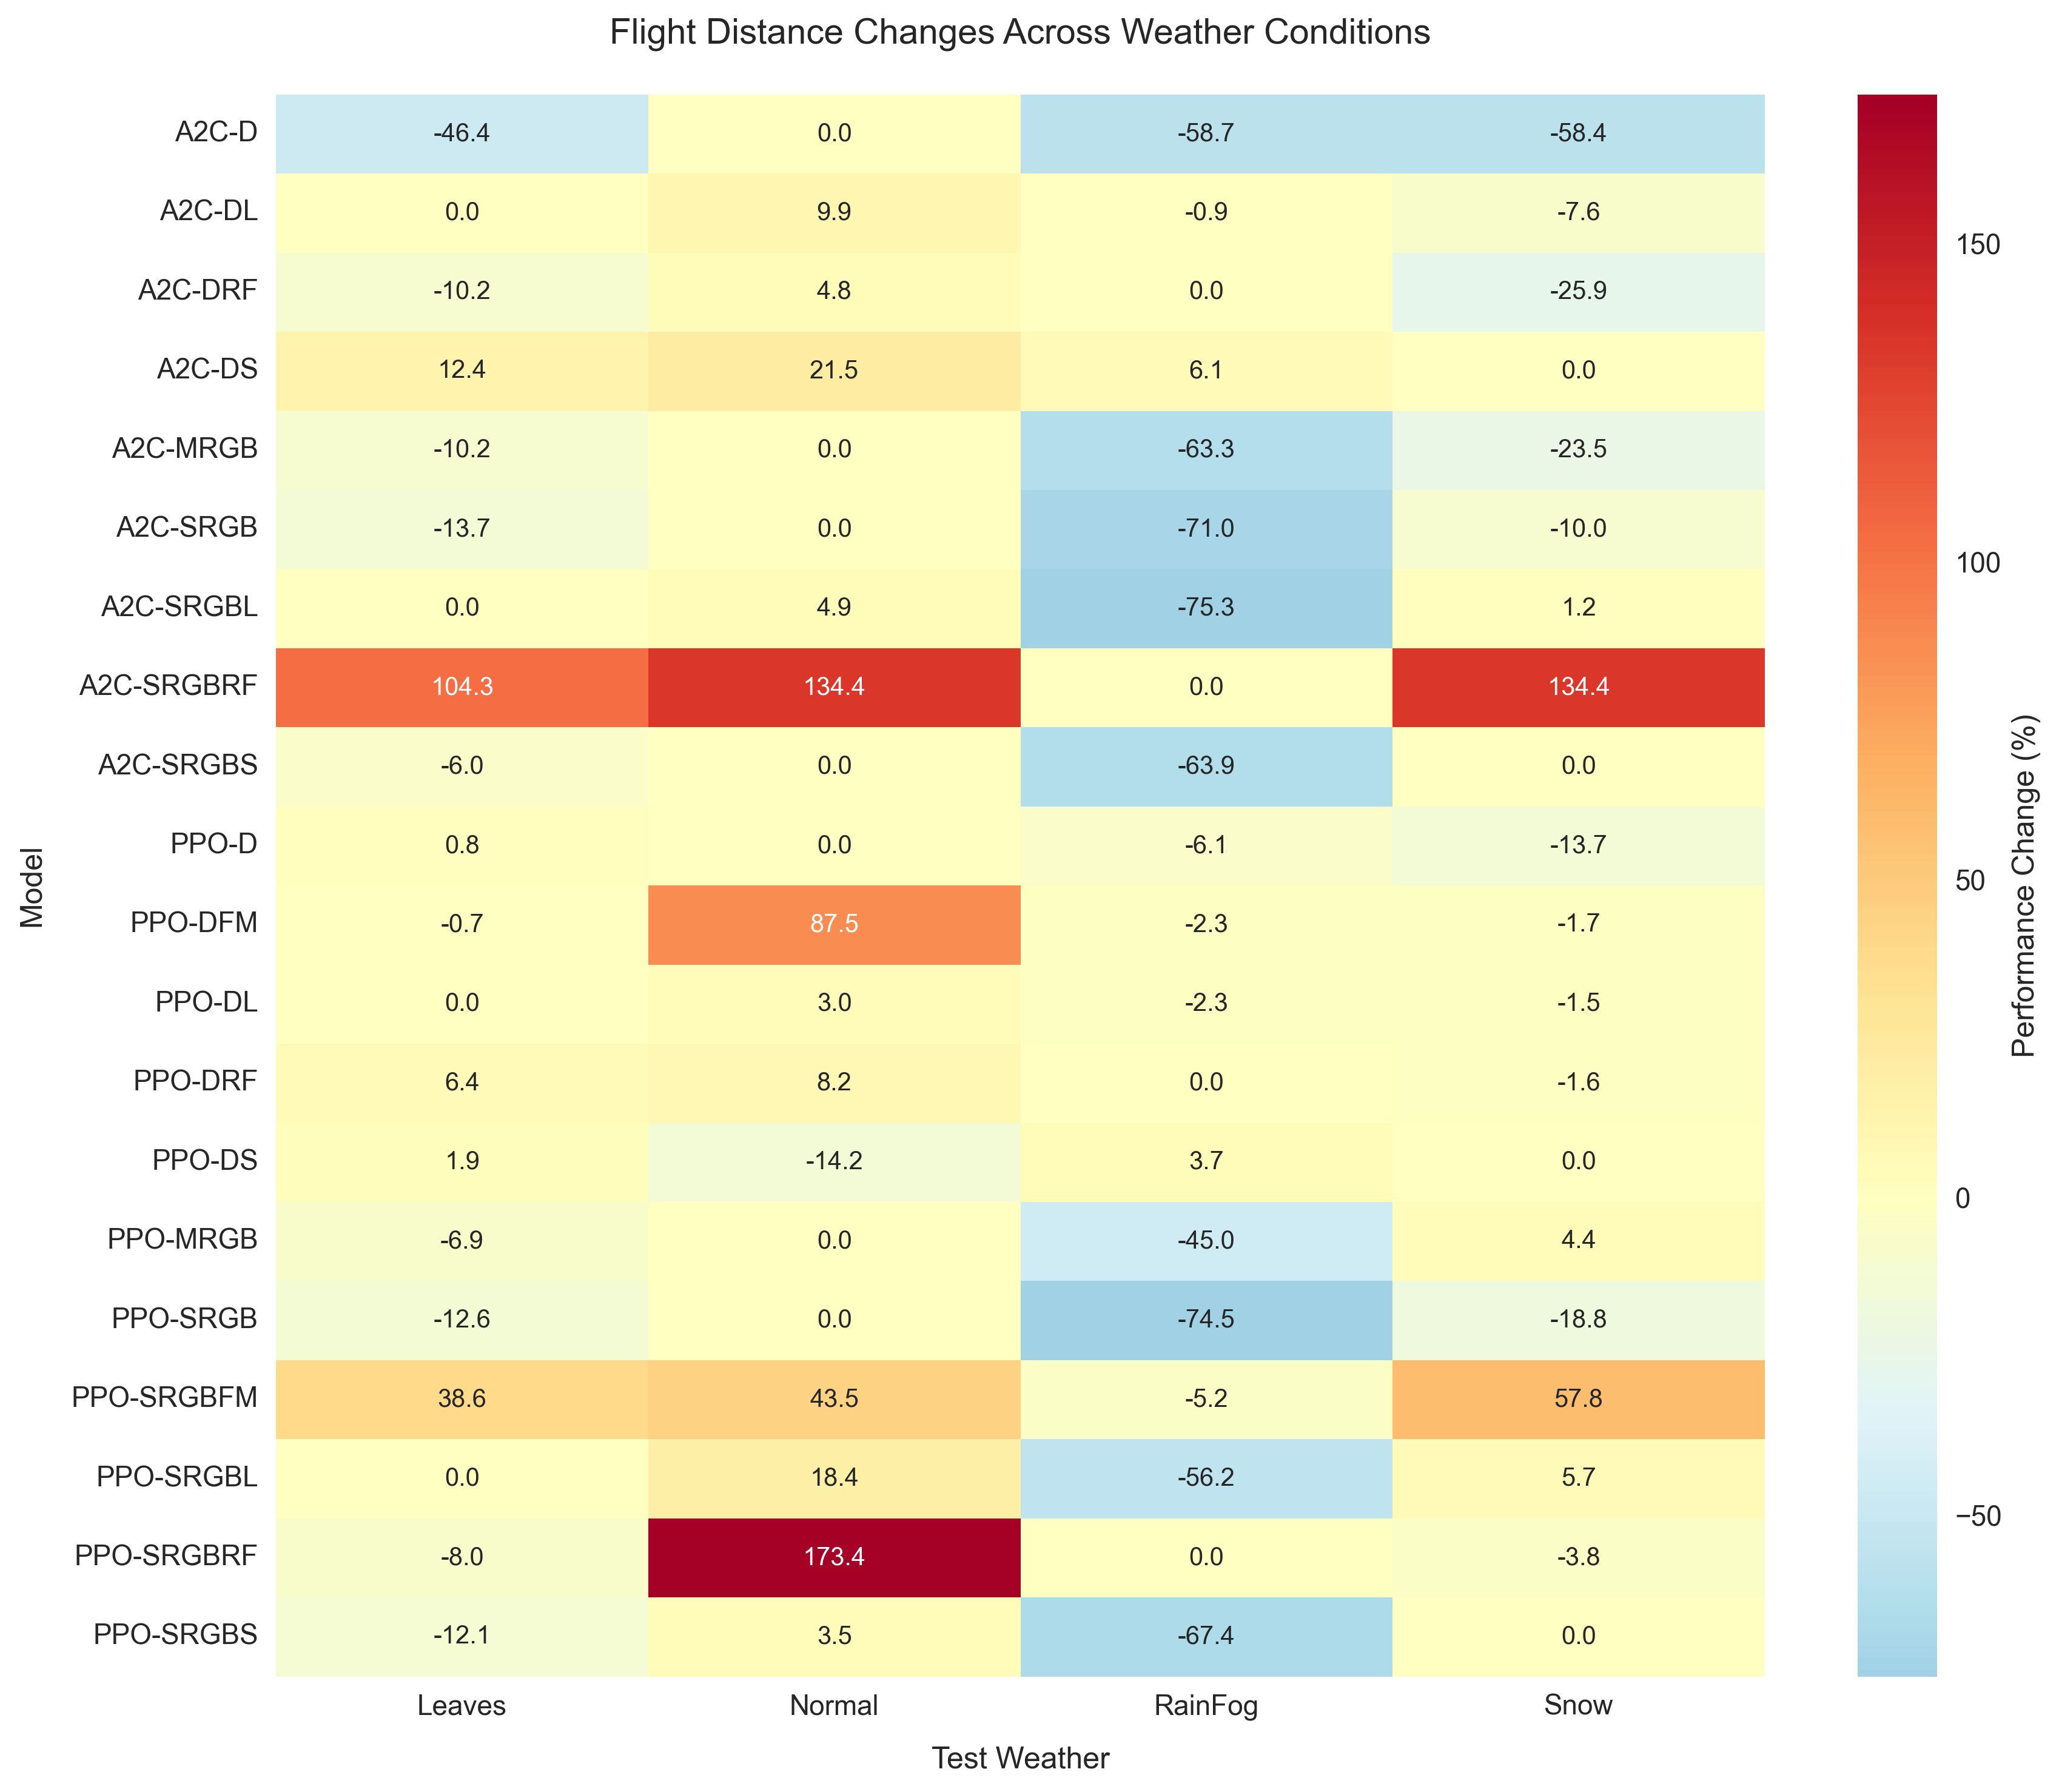 Flight Distance Changes Across Weather Conditions
A2C-D -46.4 0.0 -58.7 -58.4
A2C-DL 0.0 9.9 -0.9 -7.6
A2C-DRF -10.2 4.8 0.0 -25.9
A2C-DS 12.4 21.5 6.1 0.0
A2C-MRGB -10.2 0.0 -63.3 -23.5
A2C-SRGB -13.7 0.0 -71.0 -10.0
A2C-SRGBL 0.0 4.9 -75.3 1.2
A2C-SRGBRF 104.3 134.4 0.0 134.4
A2C-SRGBS -6.0 0.0 -63.9 0.0
PPO-D 0.8 0.0 -6.1 -13.7
PPO-DFM -0.7 87.5 -2.3 -1.7
PPO-DL 0.0 3.0 -2.3 -1.5
PPO-DRF 6.4 8.2 0.0 -1.6
PPO-DS 1.9 -14.2 3.7 0.0
PPO-MRGB -6.9 0.0 -45.0 4.4
PPO-SRGB -12.6 0.0 -74.5 -18.8
PPO-SRGBFM 38.6 43.5 -5.2 57.8
PPO-SRGBL 0.0 18.4 -56.2 5.7
PPO-SRGBRF -8.0 173.4 0.0 -3.8
PPO-SRGBS -12.1 3.5 -67.4 0.0
Leaves Normal RainFog Snow
Test Weather
Model
150
100
50
0
−50
Performance Change (%)